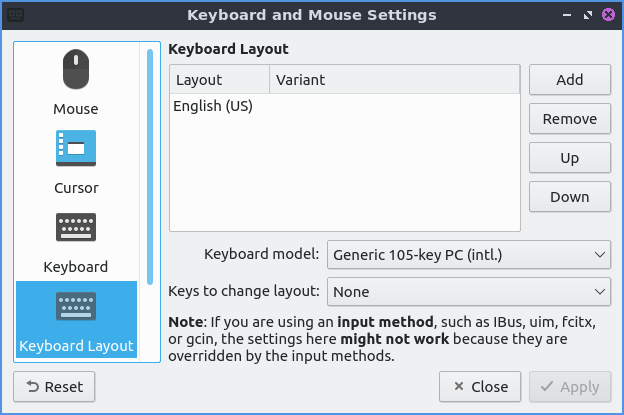 Keyboard and Mouse Settings
Mouse
Cursor
Keyboard
Keyboard Layout
Keyboard Layout
Layout Variant
English (US)
Add
Remove
Up
Down
Keyboard model: Generic 105-key PC (intl.)
Keys to change layout: None
Note: If you are using an input method, such as IBus, uim, fcitx,
or gcin, the settings here might not work because they are
overridden by the input methods.
Reset
Close
Apply